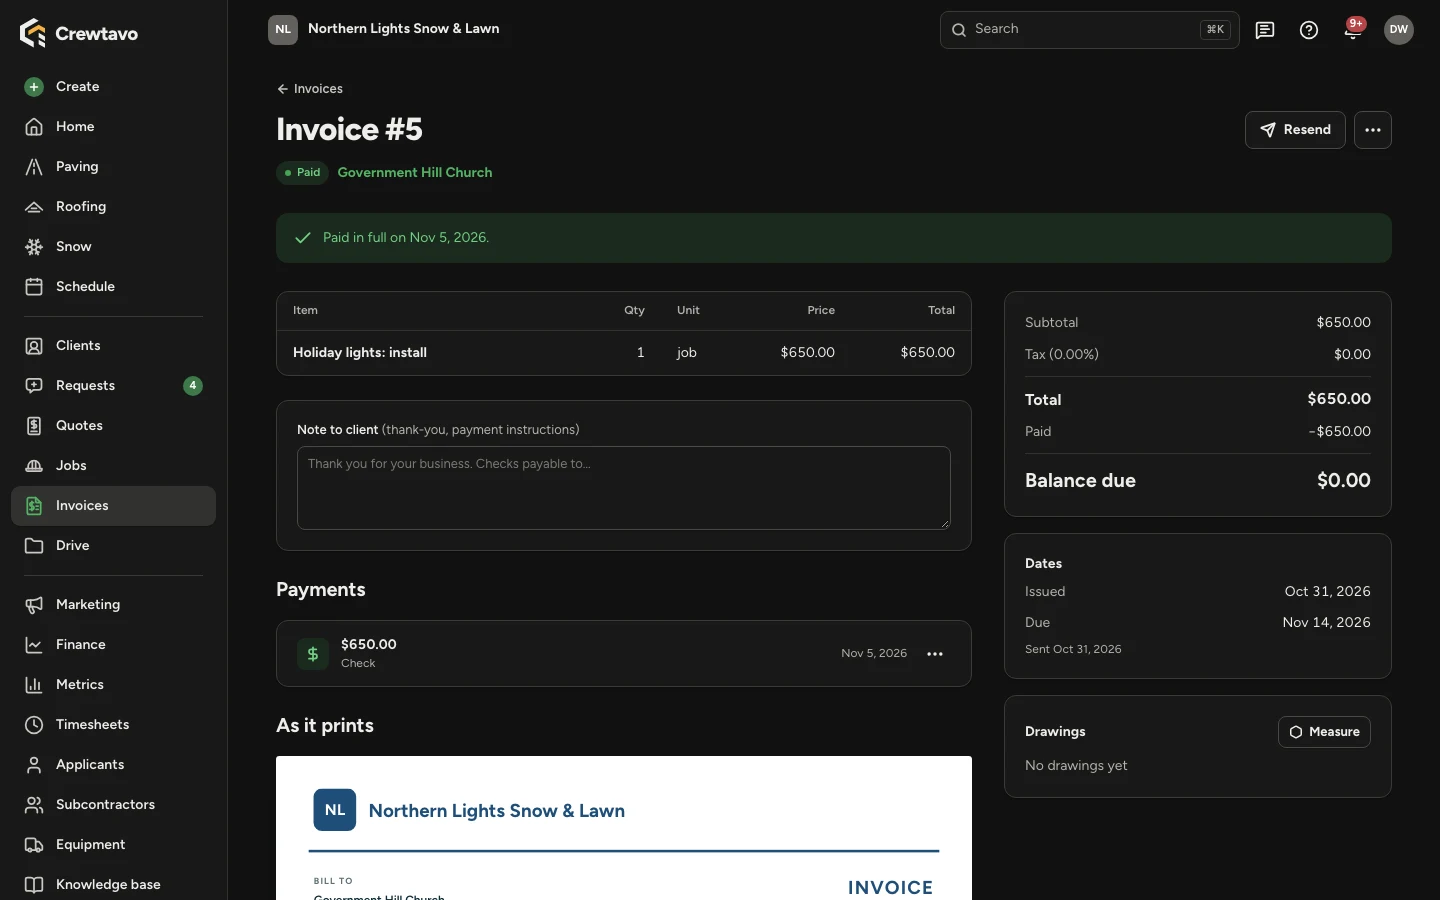 Crewtavo
Create
Home
Paving
Roofing
Snow
Schedule
Clients
Requests 4
Quotes
Jobs
Invoices
Drive
Marketing
Finance
Metrics
Timesheets
Applicants
Subcontractors
Equipment
Knowledge base
NL Northern Lights Snow & Lawn
Search ⌘K
9+
DW
← Invoices
Invoice #5
Resend
Paid Government Hill Church
Paid in full on Nov 5, 2026.
Item Qty Unit Price Total
Holiday lights: install 1 job $650.00 $650.00
Note to client (thank-you, payment instructions)
Thank you for your business. Checks payable to…
Payments
$650.00
Check
Nov 5, 2026
As it prints
NL Northern Lights Snow & Lawn
BILL TO
INVOICE
Government Hill Church
Subtotal $650.00
Tax (0.00%) $0.00
Total $650.00
Paid −$650.00
Balance due $0.00
Dates
Issued Oct 31, 2026
Due Nov 14, 2026
Sent Oct 31, 2026
Drawings Measure
No drawings yet